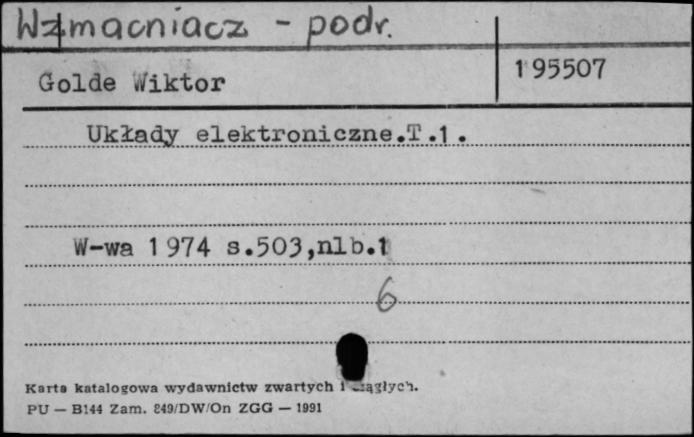 Wzmacniacz - podr.
Golde Wiktor
195507
Układy elektroniczne.T.1.
W-wa 1974 s.503,nlb.1
6
Karta katalogowa wydawnictw zwartych i ciągłych.
PU — B144 Zam. 849/DW/On ZGG — 1991